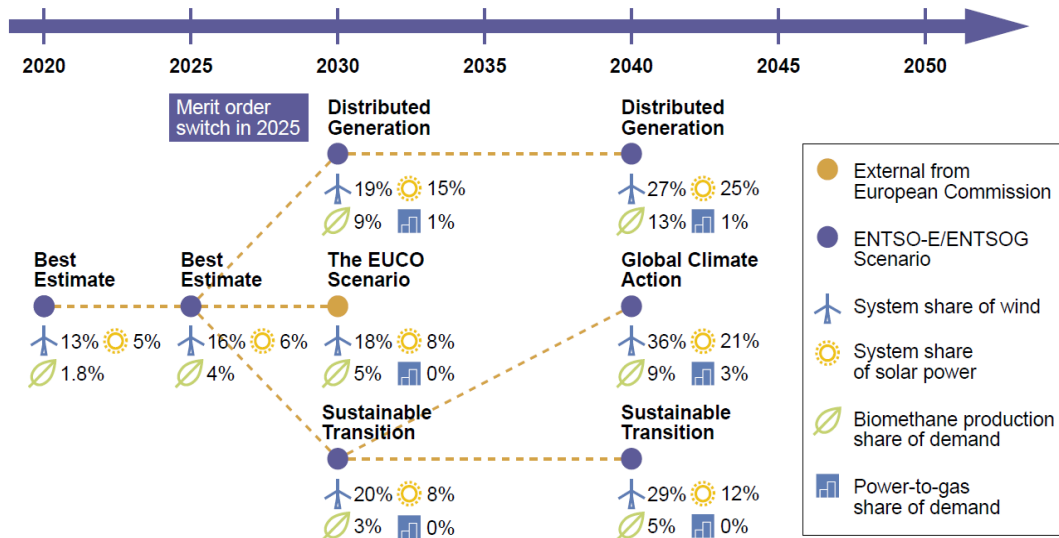 2020 2025 2030 2035 2040 2045 2050
Merit order
switch in 2025
Distributed
Generation
19% 15%
9% 1%
Distributed
Generation
27% 25%
13% 1%
Best
Estimate
13% 5%
1.8%
Best
Estimate
16% 6%
4%
The EUCO
Scenario
18% 8%
5% 0%
Global Climate
Action
36% 21%
9% 3%
Sustainable
Transition
20% 8%
3% 0%
Sustainable
Transition
29% 12%
5% 0%
External from
European Commission
ENTSO-E/ENTSOG
Scenario
System share of wind
System share
of solar power
Biomethane production
share of demand
Power-to-gas
share of demand